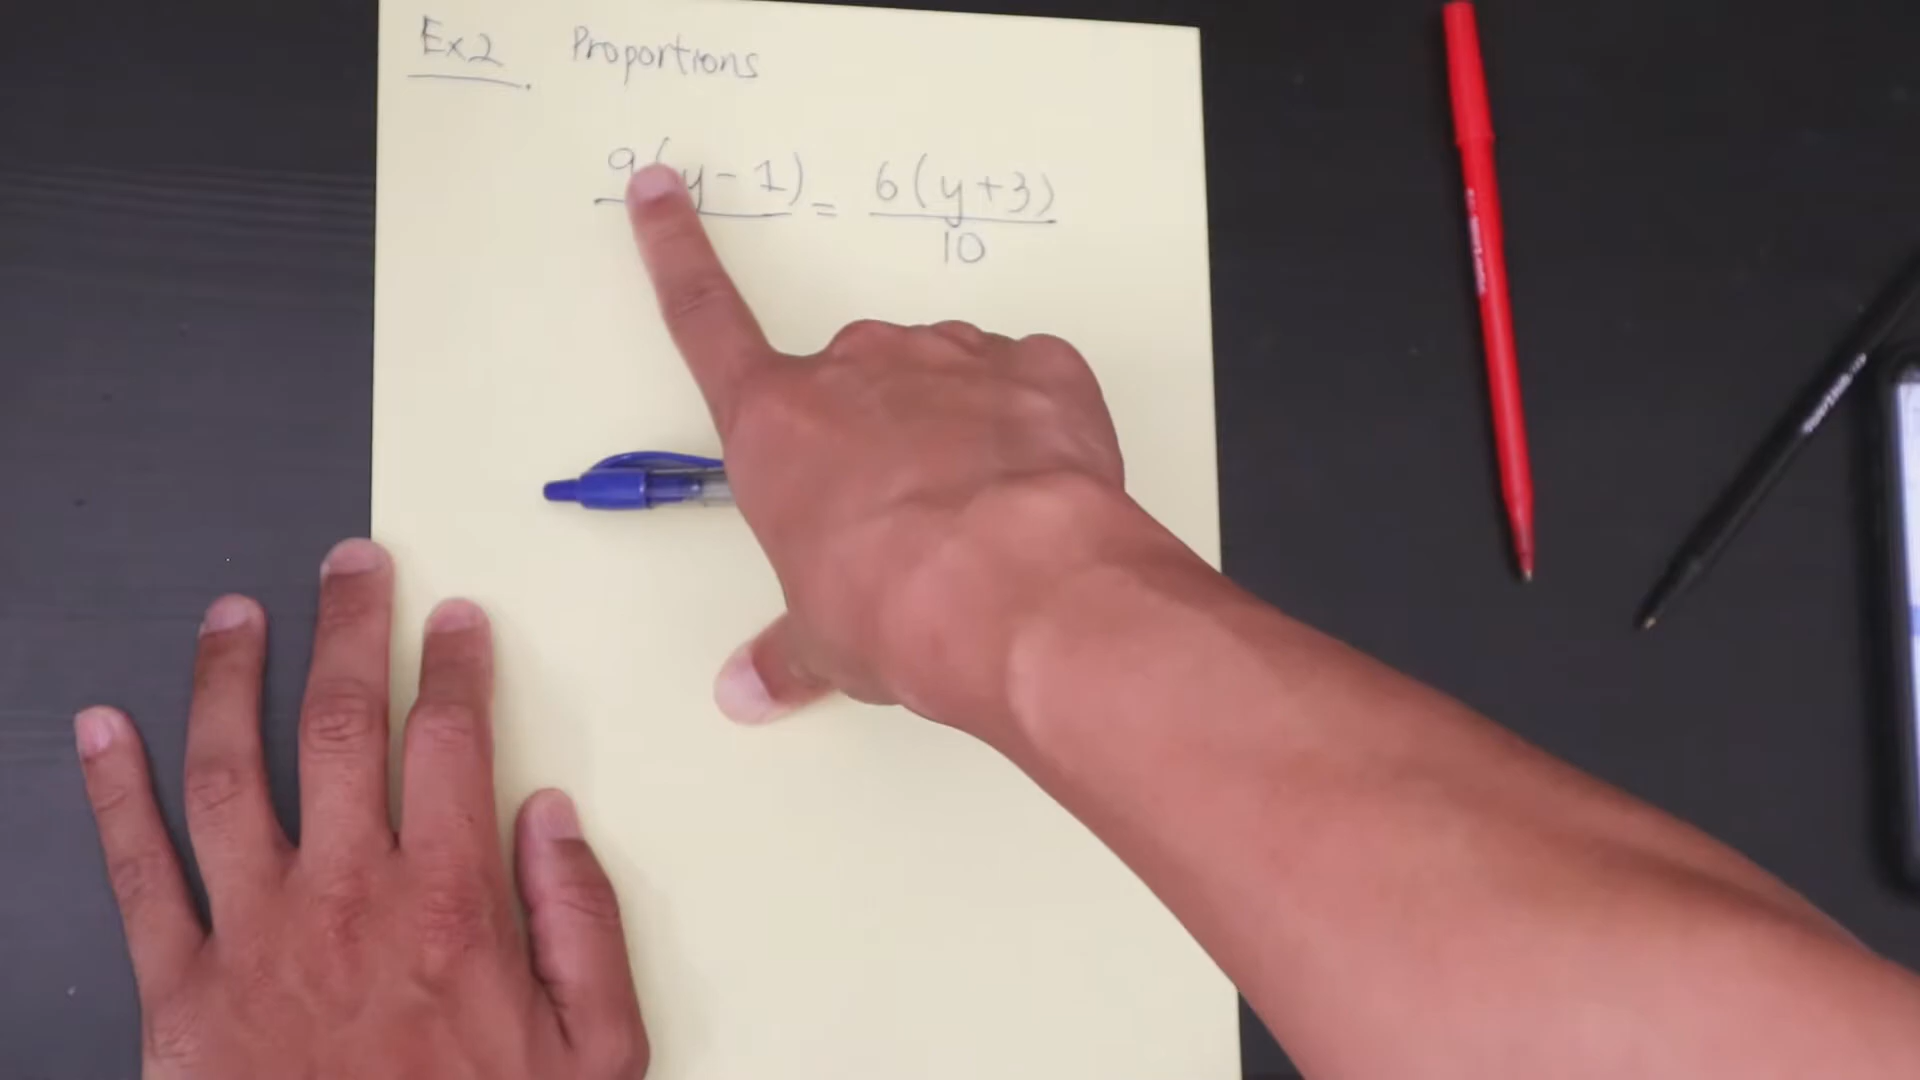 Ex2. Proportions
9(y-1) = 6(y+3)
10